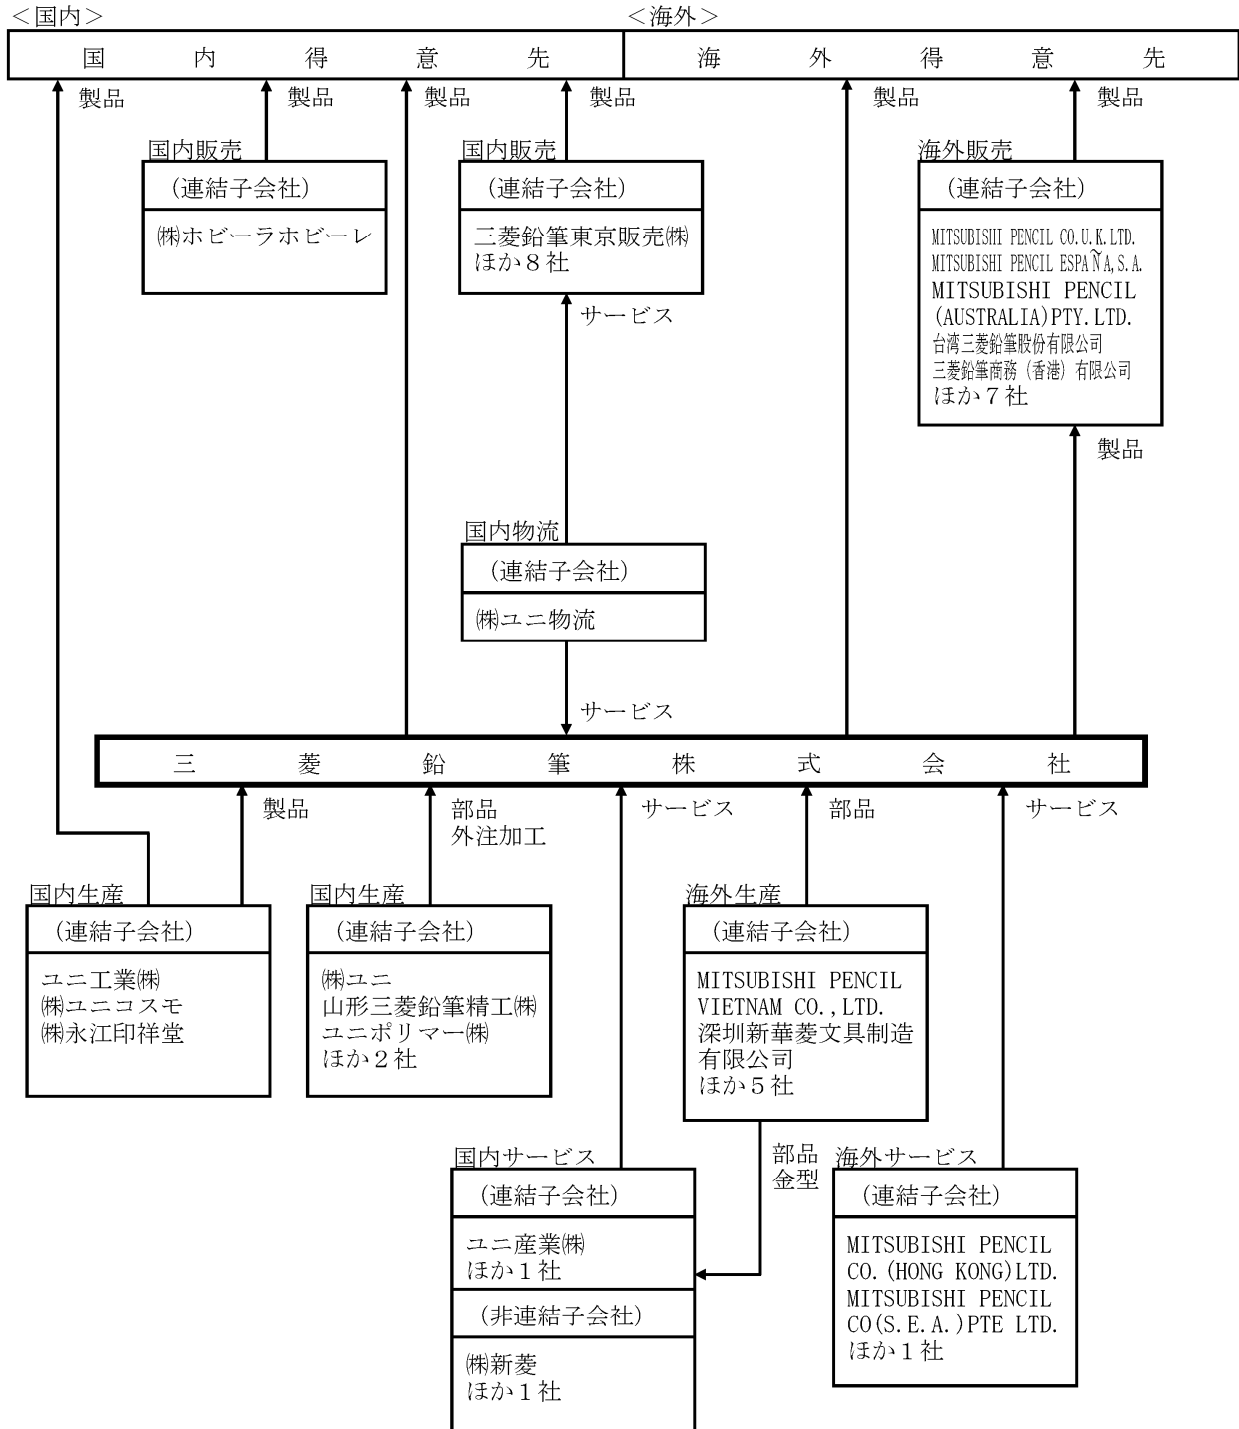 ＜国内＞
＜海外＞
国内得意先
海外得意先
製品
製品
製品
製品
製品
製品
国内販売
（連結子会社）
㈱ホビーラホビーレ
国内販売
（連結子会社）
三菱鉛筆東京販売㈱
ほか８社
海外販売
（連結子会社）
MITSUBISHI PENCIL CO.U.K.LTD.
MITSUBISHI PENCIL ESPAÑA,S.A.
MITSUBISHI PENCIL
(AUSTRALIA)PTY.LTD.
台湾三菱鉛筆股份有限公司
三菱鉛筆商務（香港）有限公司
ほか７社
サービス
製品
国内物流
（連結子会社）
㈱ユニ物流
サービス
三菱鉛筆株式会社
製品
部品
外注加工
サービス
部品
サービス
国内生産
（連結子会社）
ユニ工業㈱
㈱ユニコスモ
㈱永江印祥堂
国内生産
（連結子会社）
㈱ユニ
山形三菱鉛筆精工㈱
ユニポリマー㈱
ほか２社
海外生産
（連結子会社）
MITSUBISHI PENCIL
VIETNAM CO.,LTD.
深圳新華菱文具制造
有限公司
ほか５社
部品
金型
国内サービス
（連結子会社）
ユニ産業㈱
ほか１社
（非連結子会社）
㈱新菱
ほか１社
海外サービス
（連結子会社）
MITSUBISHI PENCIL
CO.(HONG KONG)LTD.
MITSUBISHI PENCIL
CO(S.E.A.)PTE LTD.
ほか１社